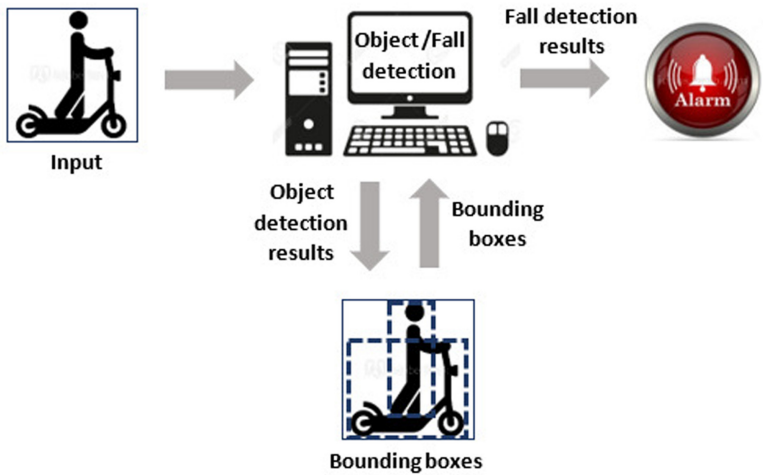 Fall detection
results
Object /Fall
detection
Alarm
Input
Object
detection
results
Bounding
boxes
Bounding boxes